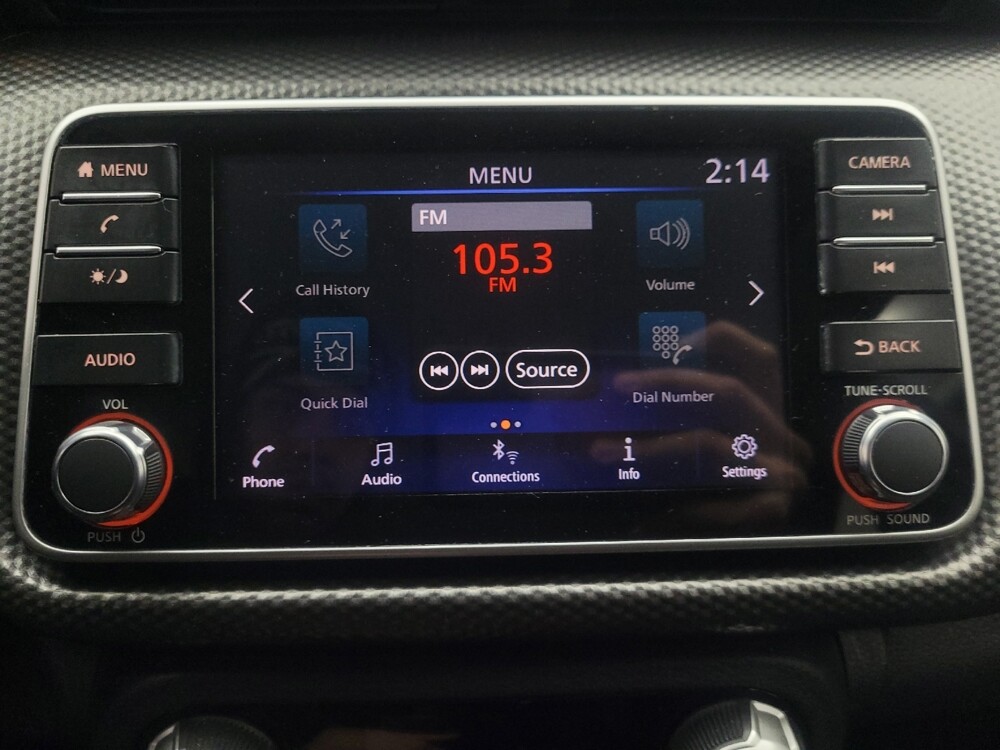 MENU
AUDIO
VOL
PUSH
MENU
2:14
FM
105.3
FM
Call History
Volume
Quick Dial
Source
Dial Number
Phone
Audio
Connections
Info
Settings
CAMERA
BACK
TUNE·SCROLL
PUSH SOUND